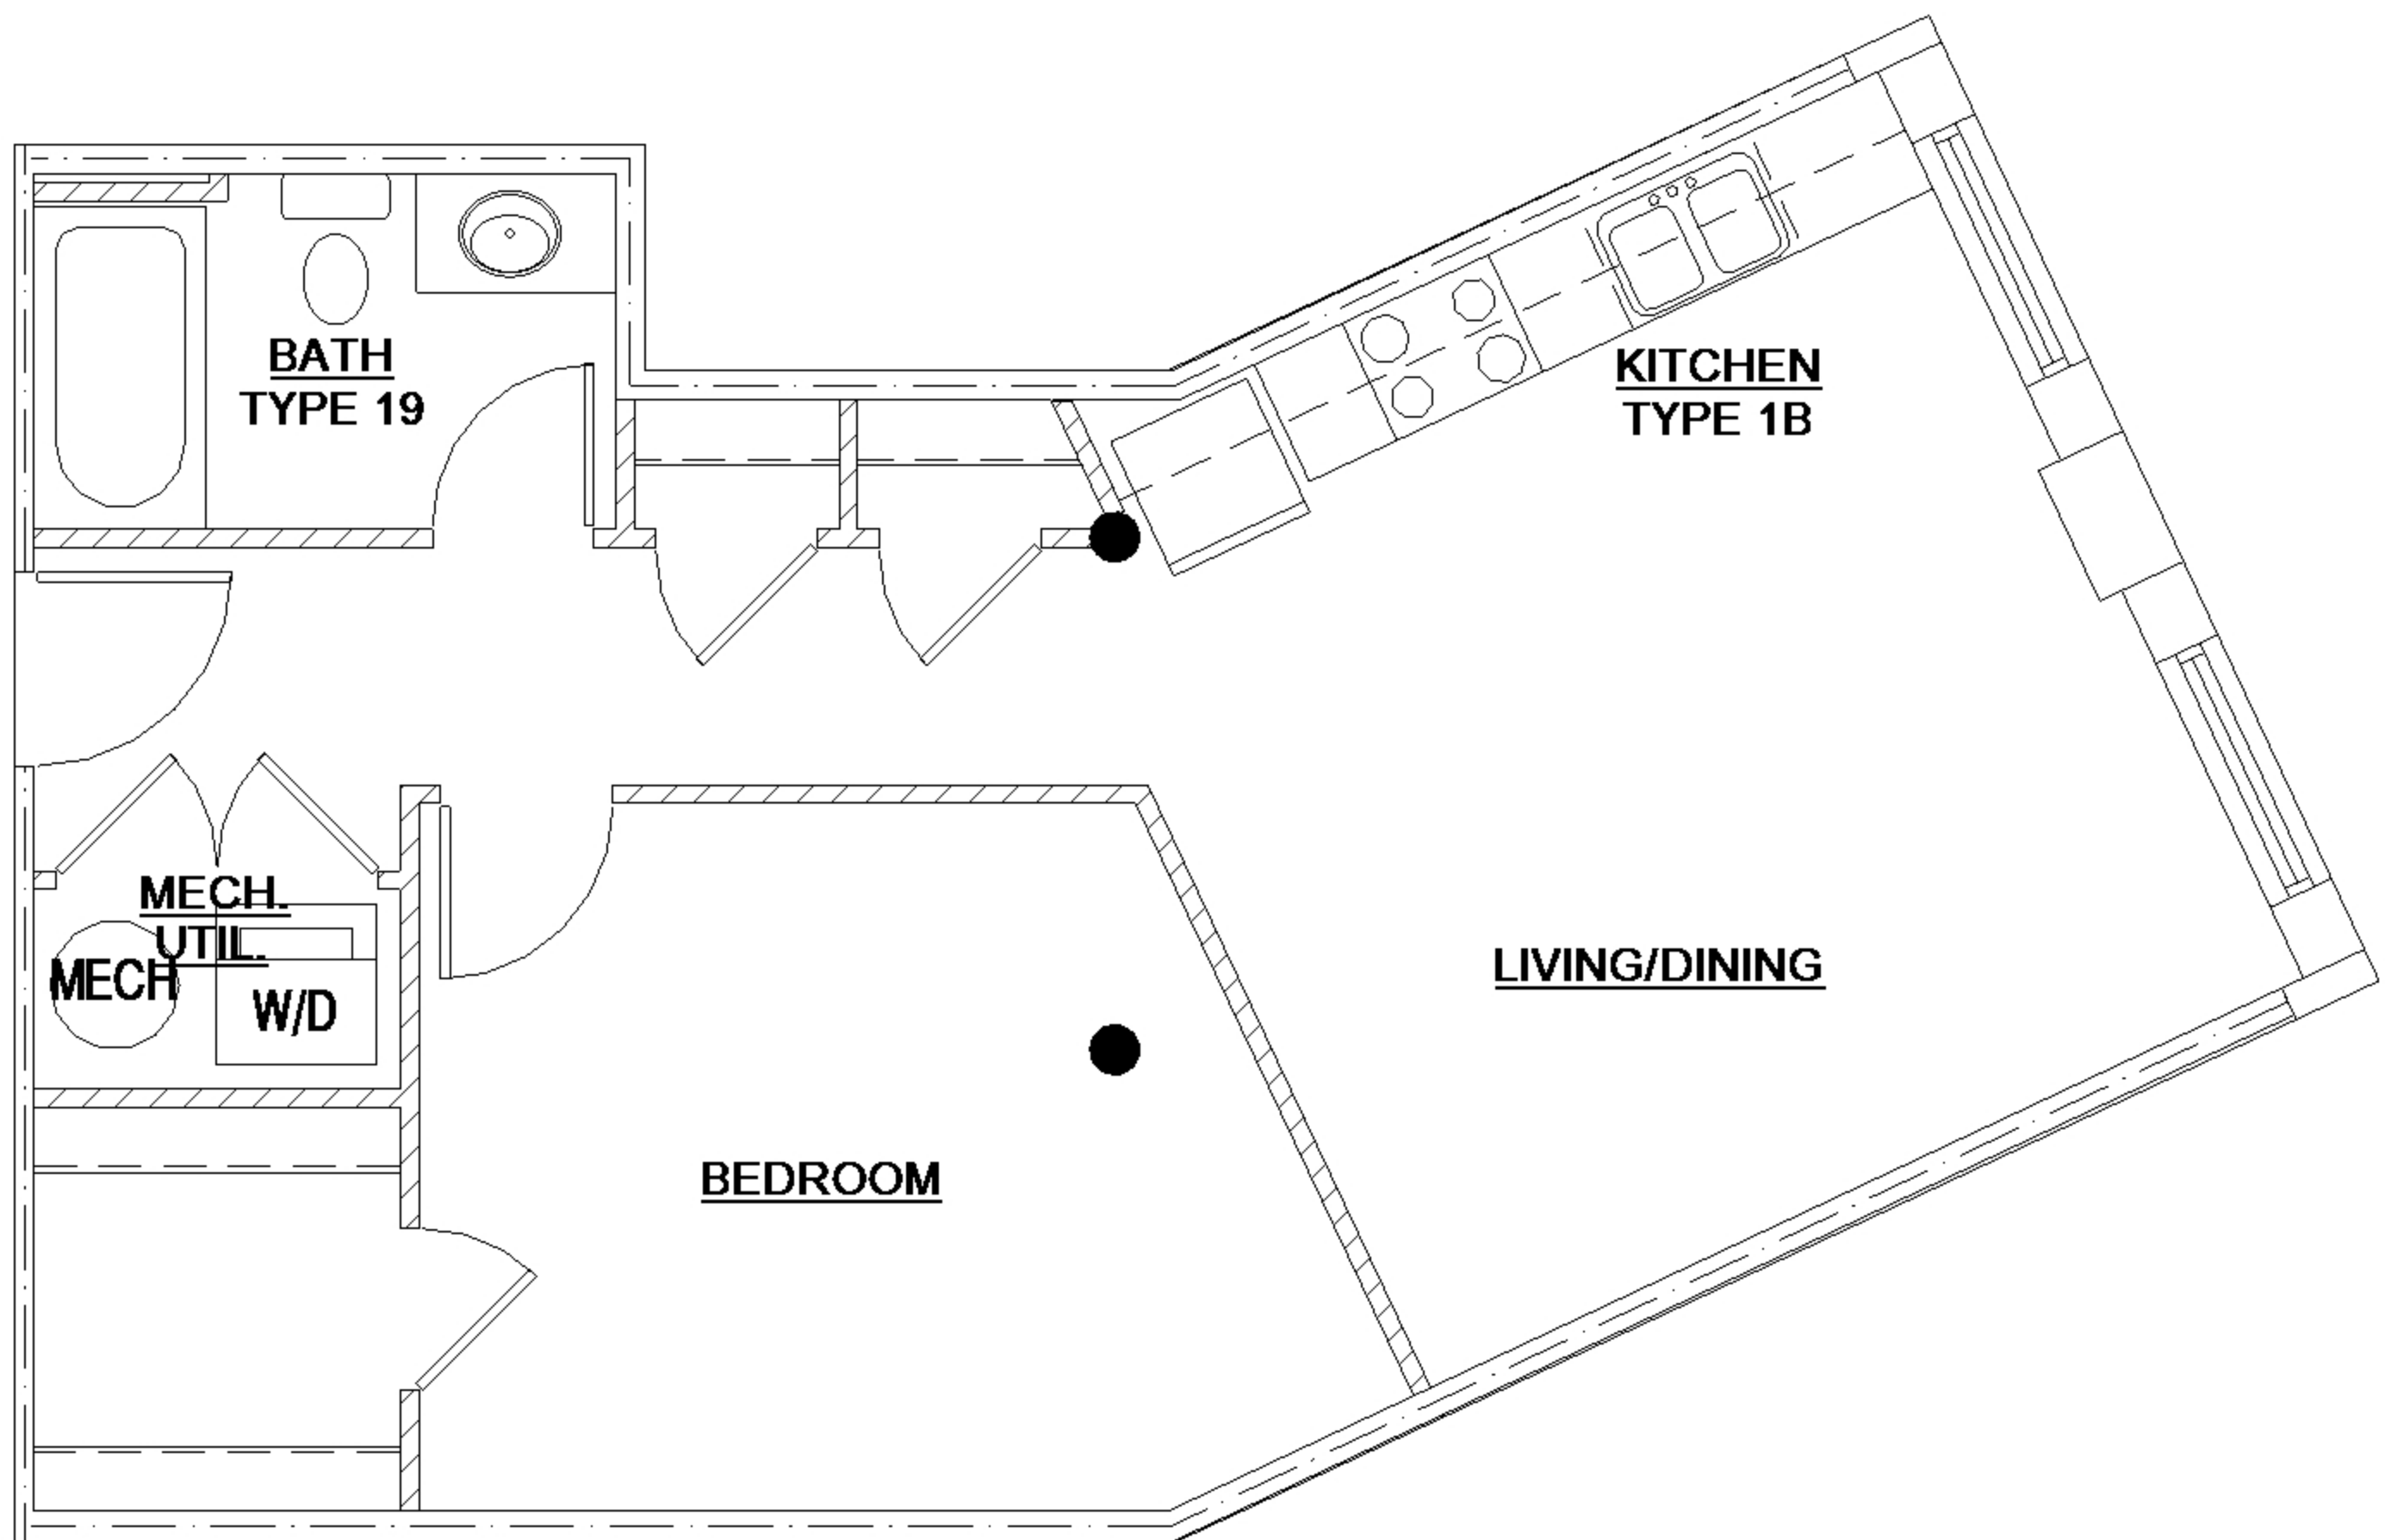 BATH
TYPE 19
KITCHEN
TYPE 1B
MECH.
UTIL.
MECH
W/D
LIVING/DINING
BEDROOM